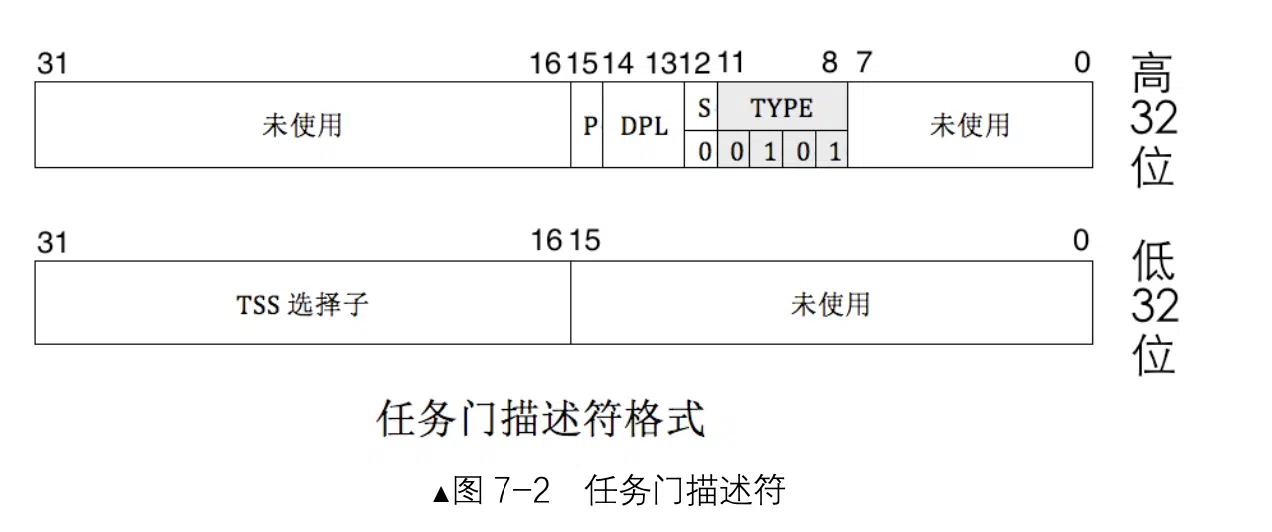 31 16 15 14 13 12 11 8 7 0
未使用 P DPL S TYPE 未使用
0 0 1 0 1
高32位
31 16 15 0
TSS 选择子 未使用
低32位
任务门描述符格式
▲图 7-2 任务门描述符